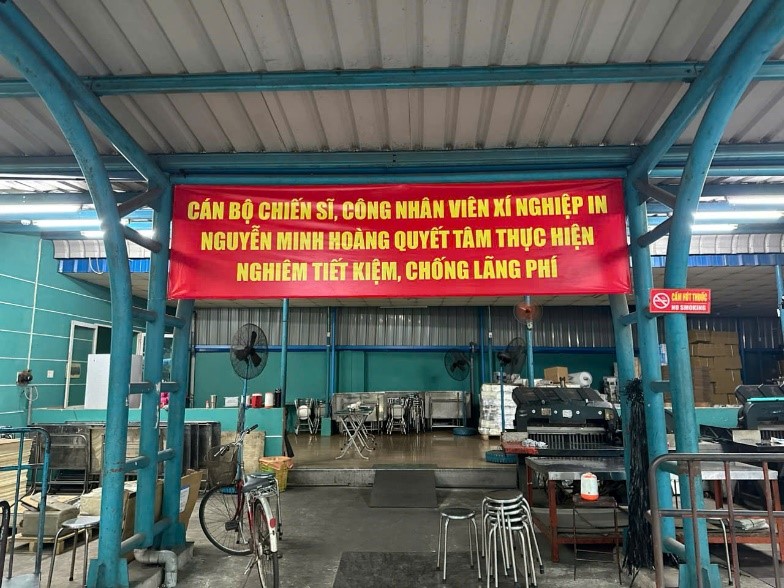 CÁN BỘ CHIẾN SĨ, CÔNG NHÂN VIÊN XÍ NGHIỆP IN
NGUYỄN MINH HOÀNG QUYẾT TÂM THỰC HIỆN
NGHIÊM TIẾT KIỆM, CHỐNG LÃNG PHÍ
CẤM HÚT THUỐC
NO SMOKING